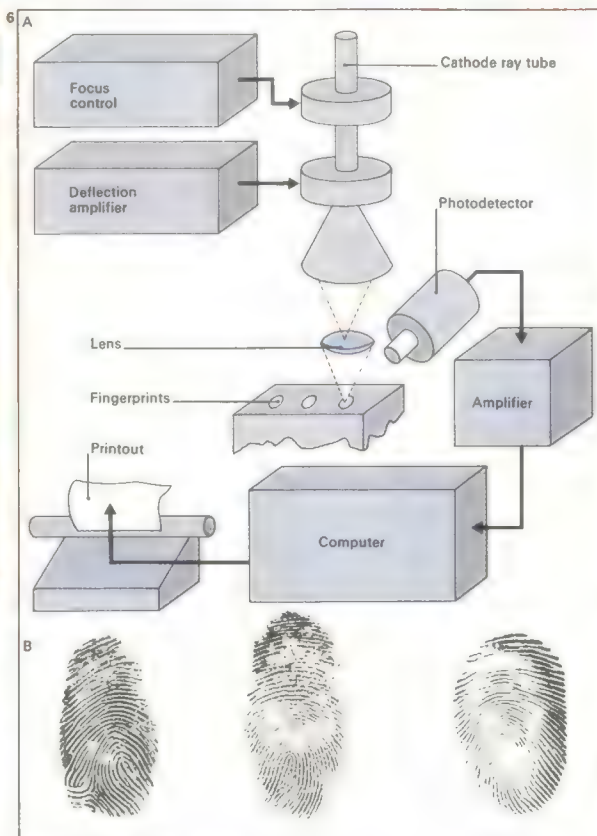 6
A
Focus
control
Cathode ray tube
Deflection
amplifier
Photodetector
Lens
Fingerprints
Amplifier
Printout
Computer
B